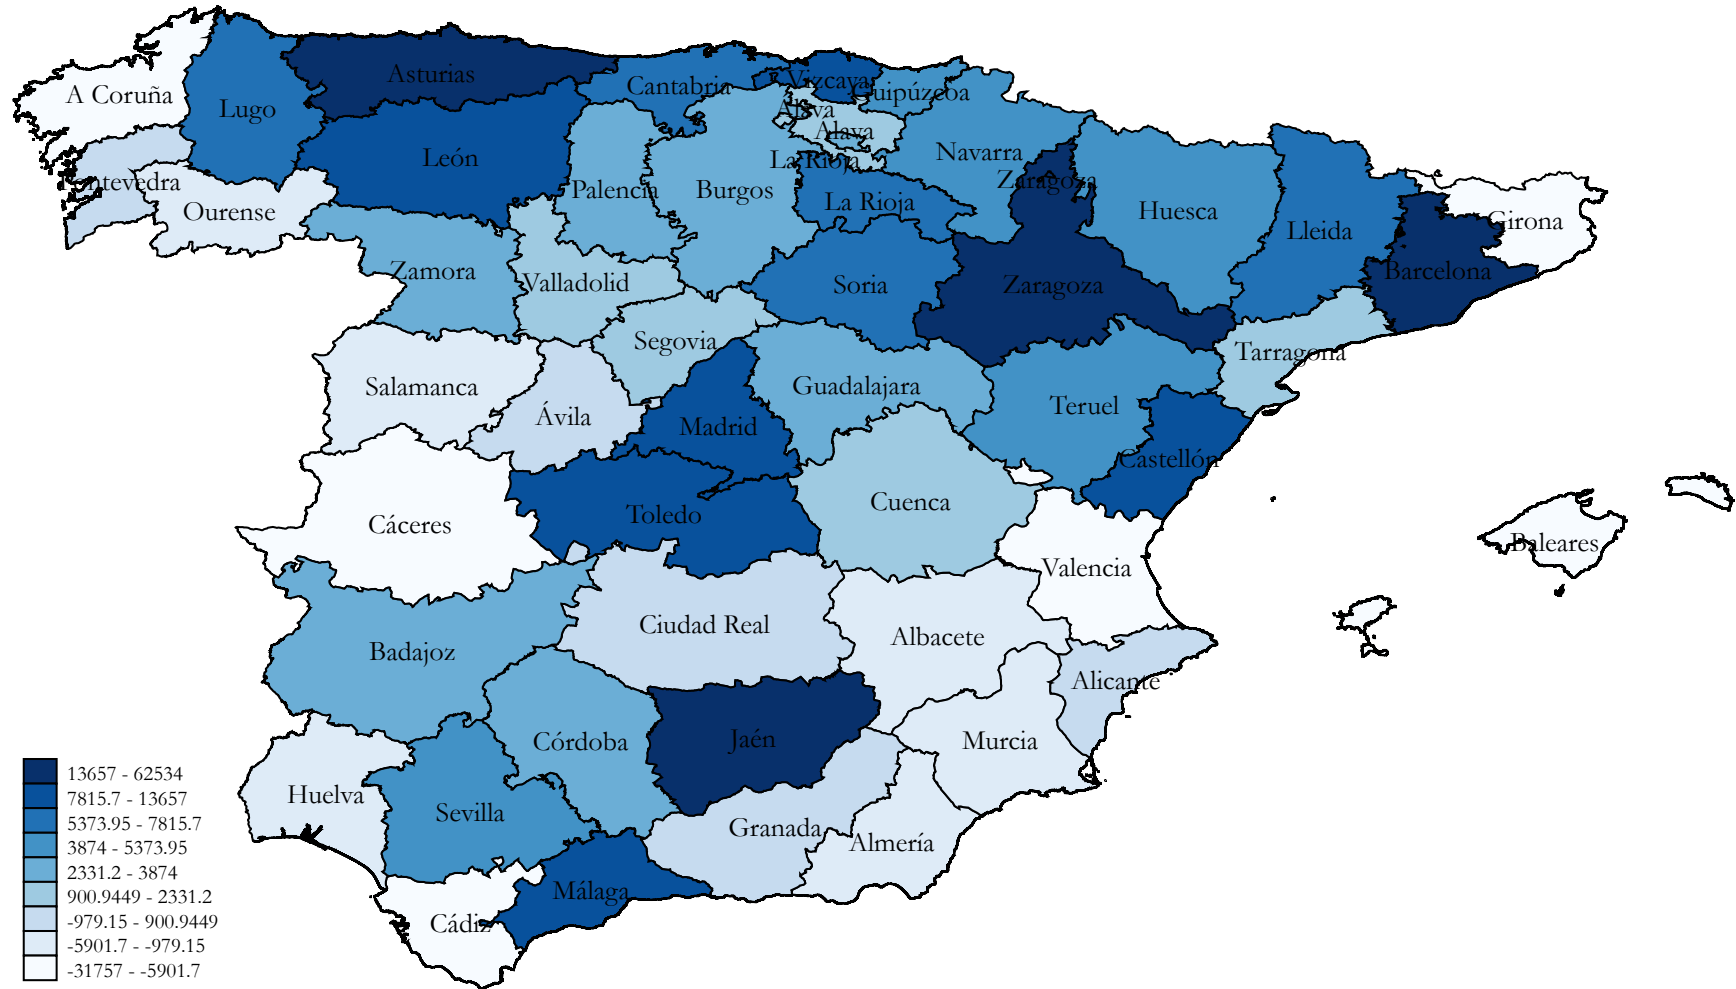 Asturias
Vizcaya
Cantabria
Guipúzcoa
A Coruña
Lugo
Álava
Álava
León
Navarra
La Rioja
Pontevedra
Palencia
Burgos
Zaragoza
Ourense
La Rioja
Huesca
Girona
Lleida
Zamora
Valladolid
Soria
Zaragoza
Barcelona
Segovia
Tarragona
Salamanca
Guadalajara
Ávila
Madrid
Teruel
Castellón
Cáceres
Toledo
Cuenca
Baleares
Valencia
Ciudad Real
Albacete
Badajoz
Alicante
Córdoba
Jaén
Murcia
Huelva
Sevilla
Granada
Almería
Málaga
Cádiz
13657 - 62534
7815.7 - 13657
5373.95 - 7815.7
3874 - 5373.95
2331.2 - 3874
900.9449 - 2331.2
-979.15 - 900.9449
-5901.7 - -979.15
-31757 - -5901.7